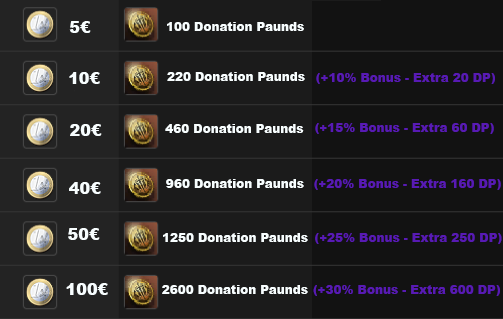 5€ 100 Donation Paunds
10€ 220 Donation Paunds (+10% Bonus - Extra 20 DP)
20€ 460 Donation Paunds (+15% Bonus - Extra 60 DP)
40€ 960 Donation Paunds (+20% Bonus - Extra 160 DP)
50€ 1250 Donation Paunds (+25% Bonus - Extra 250 DP)
100€ 2600 Donation Paunds (+30% Bonus - Extra 600 DP)